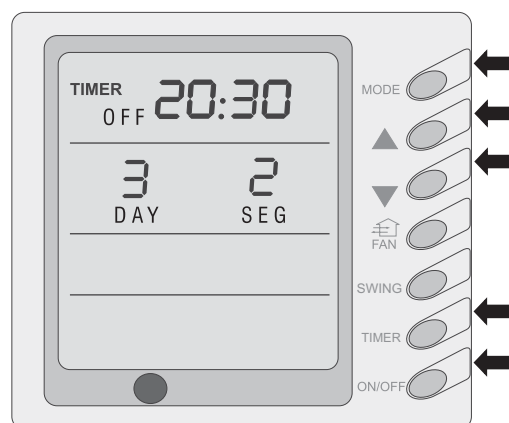 TIMER
OFF 20:30
3 2
DAY SEG
MODE
FAN
SWING
TIMER
ON/OFF